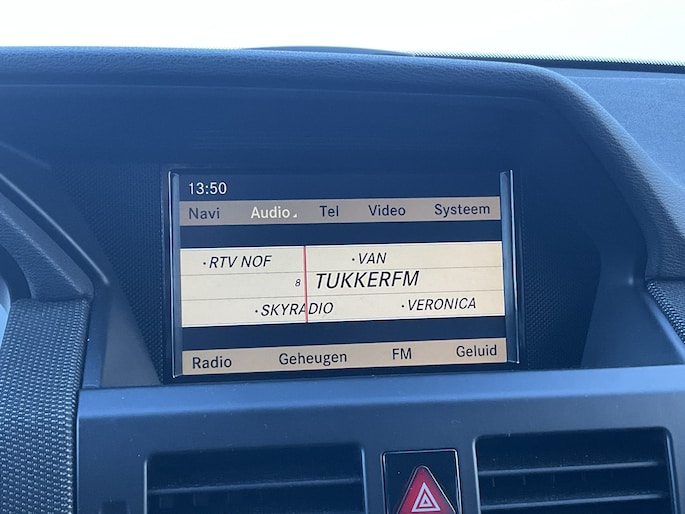 13:50
Navi Audio Tel Video Systeem
·RTV NOF ·VAN
8 TUKKERFM
·SKYRADIO ·VERONICA
Radio Geheugen FM Geluid